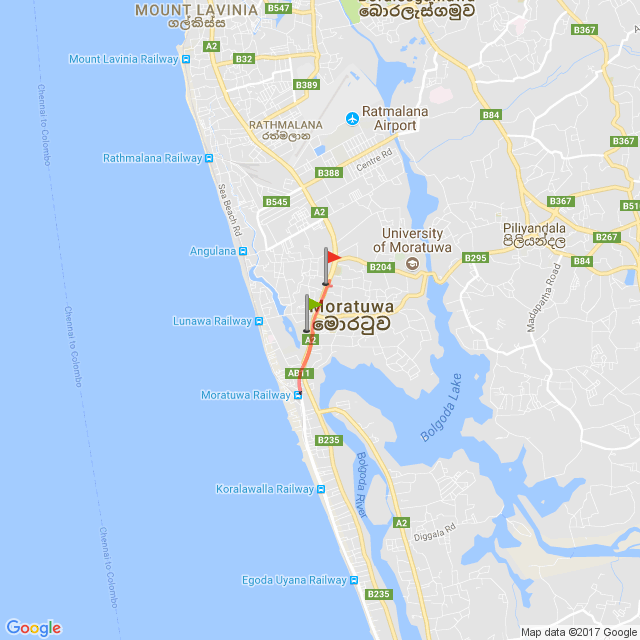 බොරලැස්ගමුව
MOUNT LAVINIA
ගල්කිස්ස
B547
A2
B367
Mount Lavinia Railway
B32
B389
Chennai to Colombo
Ratmalana
Airport
B84
RATHMALANA
රත්මලාන
B367
Rathmalana Railway
Centre Rd
B388
Sea Beach Rd
B545
B367
B51
A2
University
of Moratuwa
Piliyandala
පිලියන්දල
B267
Angulana
B204
B295
B84
Moratuwa
මොරටුව
Madapatha Road
Lunawa Railway
A2
Chennai to Colombo
AB11
Moratuwa Railway
Bolgoda Lake
B235
Bolgoda River
Koralawalla Railway
A2
Diggala Rd
Chennai to Colombo
Egoda Uyana Railway
B235
Google
Map data ©2017 Google